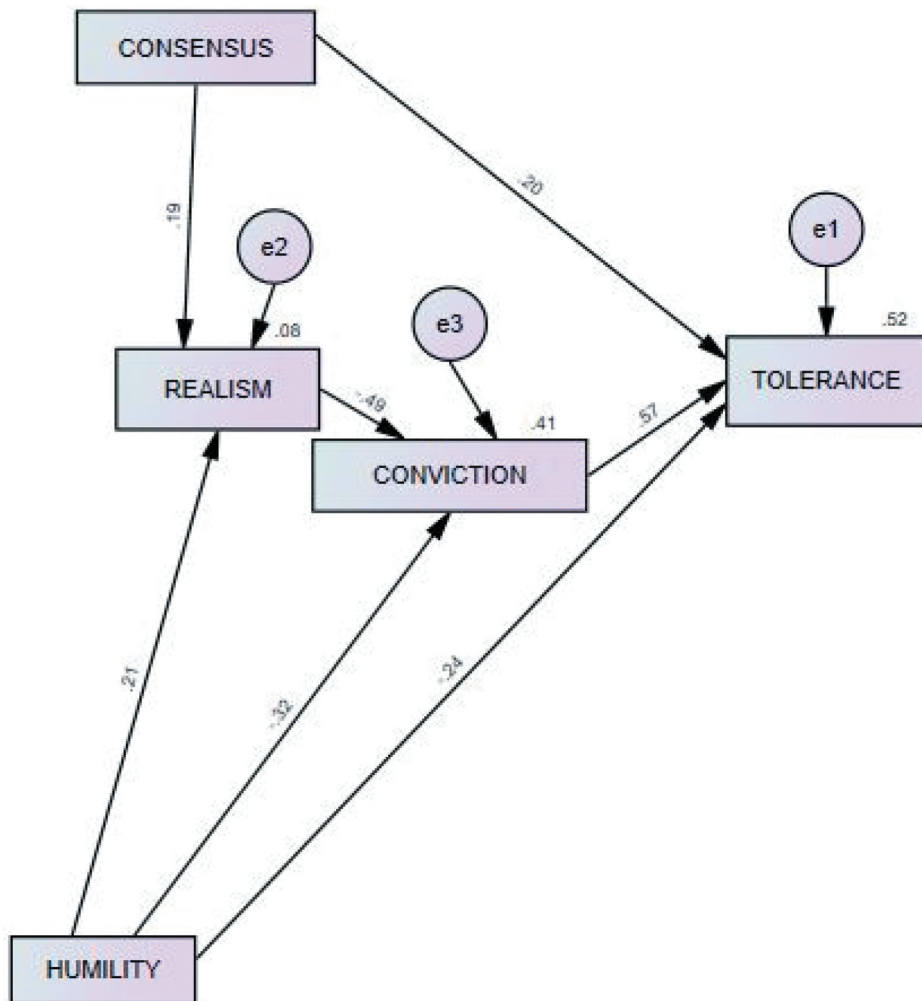 CONSENSUS
.20
.19
e2
e1
e3
.08
.52
REALISM
TOLERANCE
-.49
.41
.57
CONVICTION
.21
-.32
-.24
HUMILITY